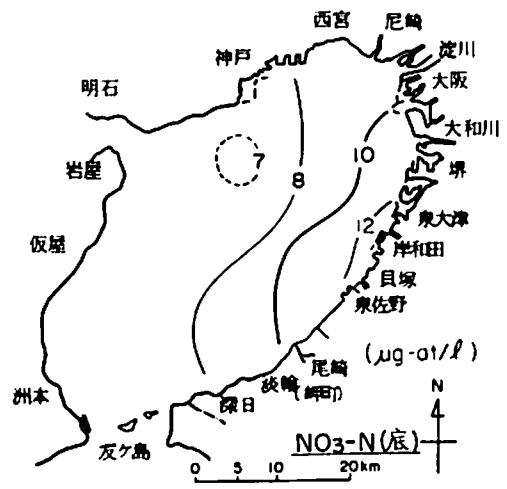 西宮
尼崎
淀川
神戸
大阪
明石
大和川
7
10
岩屋
8
堺
12
泉大津
岸和田
仮屋
貝塚
泉佐野
尾崎
(μg-at/l)
淡輪
(岬町)
洲本
深日
N
友ケ島
NO3-N(底)
0 5 10 20km